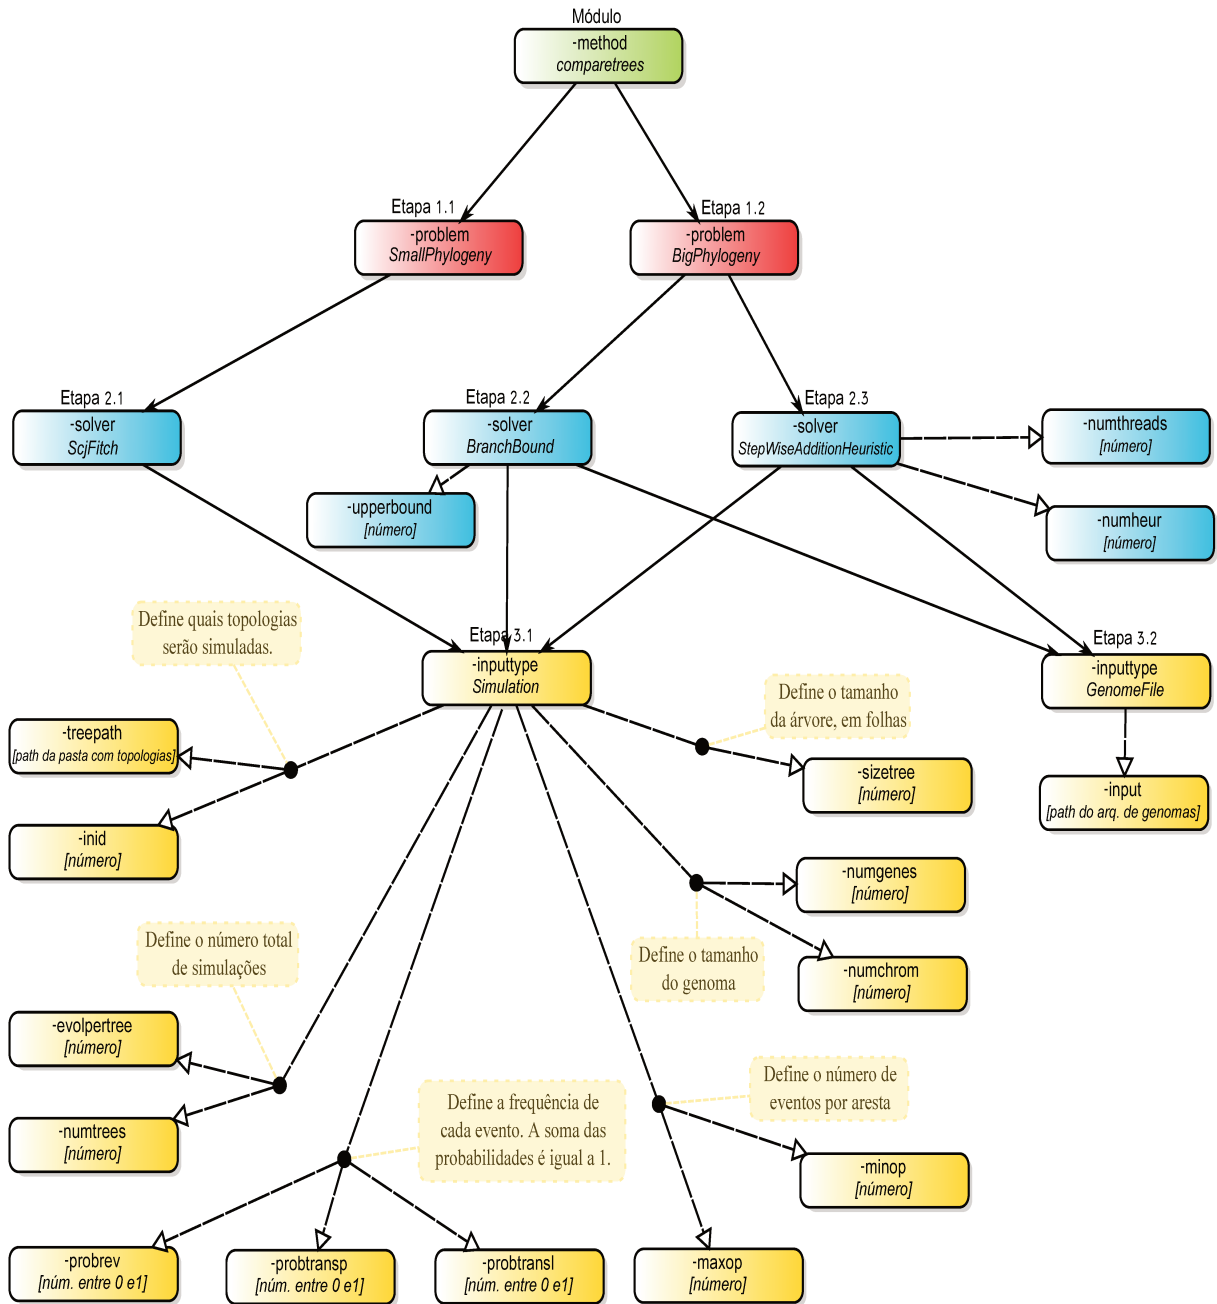 Módulo
-method
comparetrees
Etapa 1.1
-problem
SmallPhylogeny
Etapa 1.2
-problem
BigPhylogeny
Etapa 2.1
-solver
ScjFitch
Etapa 2.2
-solver
BranchBound
Etapa 2.3
-solver
StepWiseAdditionHeuristic
-numthreads
[número]
-upperbound
[número]
-numheur
[número]
Define quais topologias
serão simuladas.
Etapa 3.1
-inputtype
Simulation
Etapa 3.2
-inputtype
GenomeFile
Define o tamanho
da árvore, em folhas
-treepath
[path da pasta com topologias]
-sizetree
[número]
-input
[path do arq. de genomas]
-inid
[número]
-numgenes
[número]
Define o número total
de simulações
Define o tamanho
do genoma
-numchrom
[número]
-evolpertree
[número]
Define a frequência de
cada evento. A soma das
probabilidades é igual a 1.
Define o número de
eventos por aresta
-numtrees
[número]
-minop
[número]
-probrev
[núm. entre 0 e1]
-probtransp
[núm. entre 0 e1]
-probtransl
[núm. entre 0 e1]
-maxop
[número]